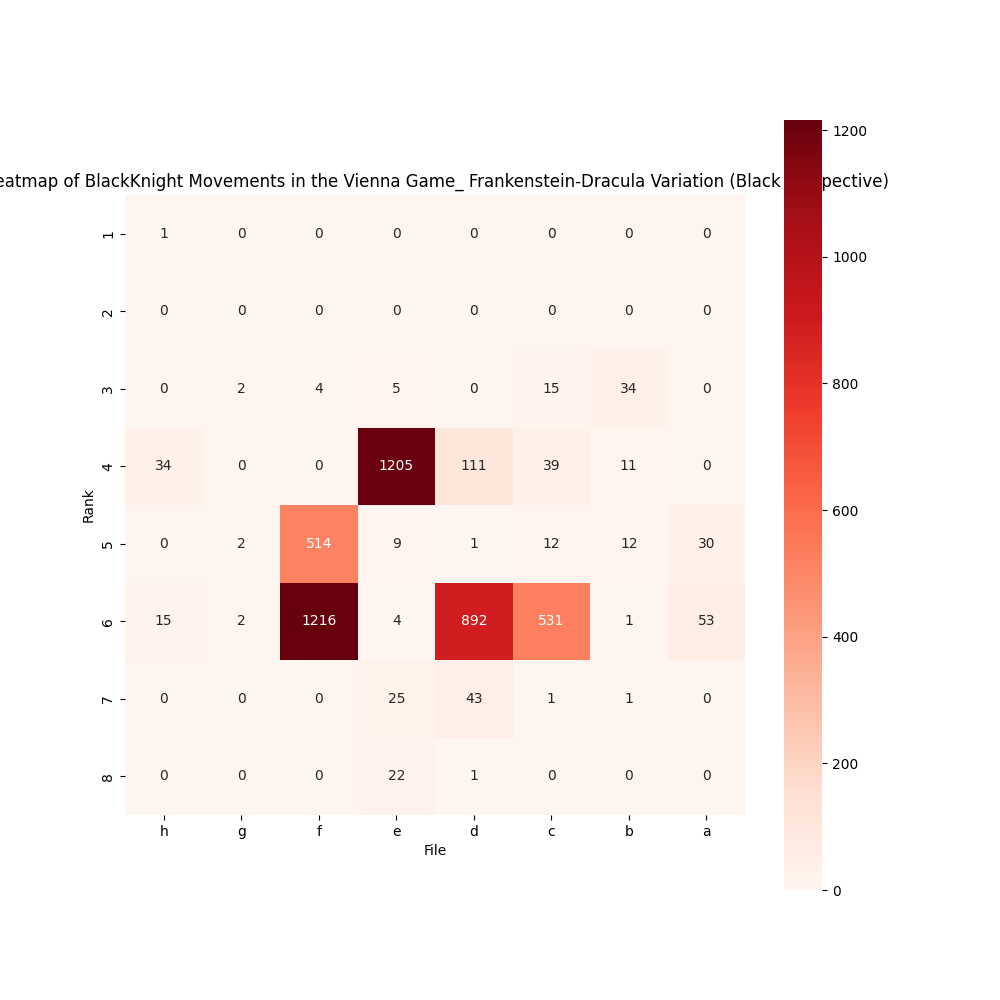 eatmap of BlackKnight Movements in the Vienna Game_ Frankenstein-Dracula Variation (Black pective)
1 1 0 0 0 0 0 0 0
2 0 0 0 0 0 0 0 0
3 0 2 4 5 0 15 34 0
4 34 0 0 1205 111 39 11 0
5 0 2 514 9 1 12 12 30
6 15 2 1216 4 892 531 1 53
7 0 0 0 25 43 1 1 0
8 0 0 0 22 1 0 0 0
Rank
h g f e d c b a
File
1200
1000
800
600
400
200
0